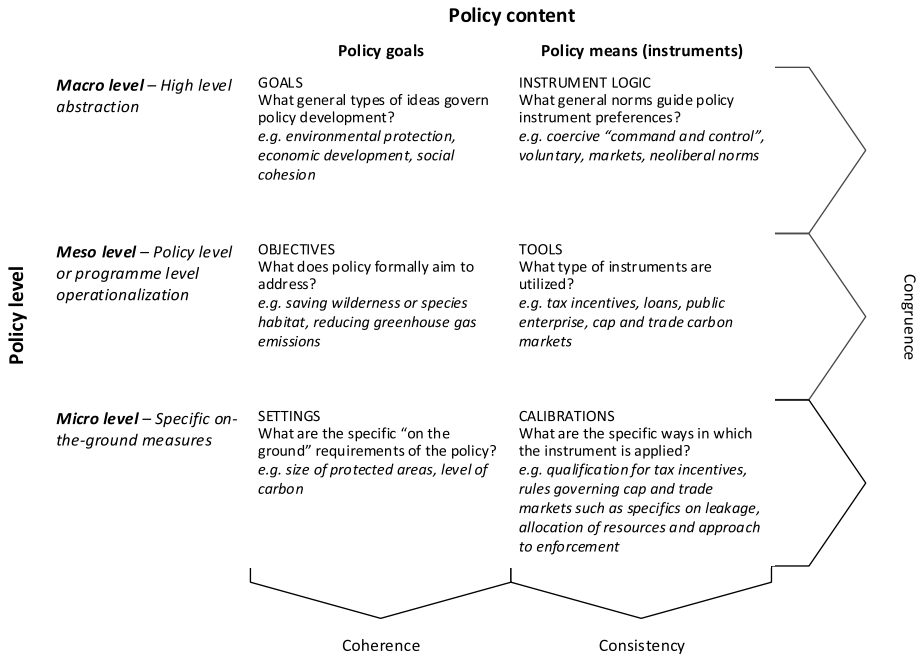 Policy content
Policy goals
Policy means (instruments)
Policy level
Macro level – High level
abstraction
GOALS
What general types of ideas govern
policy development?
e.g. environmental protection,
economic development, social
cohesion
INSTRUMENT LOGIC
What general norms guide policy
instrument preferences?
e.g. coercive “command and control”,
voluntary, markets, neoliberal norms
Meso level – Policy level
or programme level
operationalization
OBJECTIVES
What does policy formally aim to
address?
e.g. saving wilderness or species
habitat, reducing greenhouse gas
emissions
TOOLS
What type of instruments are
utilized?
e.g. tax incentives, loans, public
enterprise, cap and trade carbon
markets
Micro level – Specific on-
the-ground measures
SETTINGS
What are the specific “on the
ground” requirements of the policy?
e.g. size of protected areas, level of
carbon
CALIBRATIONS
What are the specific ways in which
the instrument is applied?
e.g. qualification for tax incentives,
rules governing cap and trade
markets such as specifics on leakage,
allocation of resources and approach
to enforcement
Congruence
Coherence
Consistency